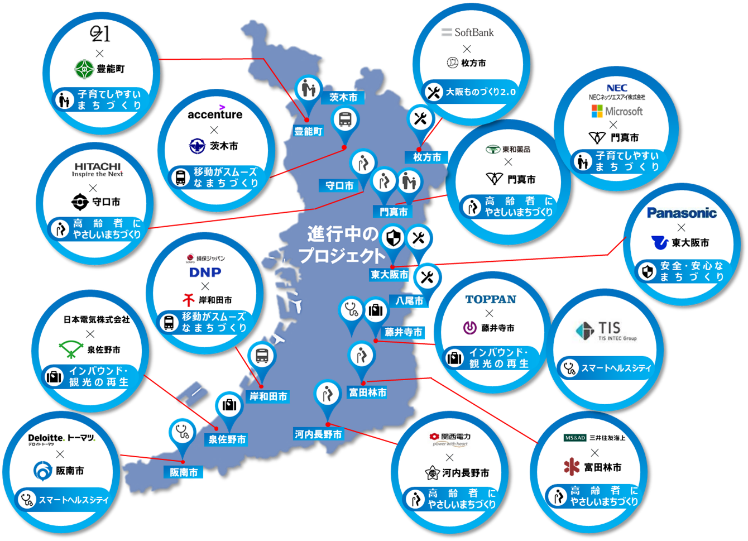 21
×
豊能町
子育てしやすい
まちづくり
accenture
×
茨木市
移動がスムーズ
なまちづくり
HITACHI
Inspire the Next
×
守口市
高齢者に
やさしいまちづくり
損保ジャパン
DNP
×
岸和田市
移動がスムーズ
なまちづくり
日本電気株式会社
×
泉佐野市
インバウンド・
観光の再生
Deloitte. トーマツ.
デロイト トーマツ
×
阪南市
スマートヘルスシティ
SoftBank
×
枚方市
大阪ものづくり2.0
NEC
NECネッツエスアイ株式会社
Microsoft
×
門真市
子育てしやすい
まちづくり
東和薬品
×
門真市
高齢者に
やさしいまちづくり
Panasonic
×
東大阪市
安全・安心な
まちづくり
TOPPAN
×
藤井寺市
インバウンド・
観光の再生
TIS
TIS INTEC Group
スマートヘルスシティ
関西電力
power with heart
×
河内長野市
高齢者に
やさしいまちづくり
MS&AD 三井住友海上
×
富田林市
高齢者に
やさしいまちづくり
進行中の
プロジェクト
茨木市
豊能町
枚方市
守口市
門真市
東大阪市
八尾市
藤井寺市
富田林市
岸和田市
泉佐野市
河内長野市
阪南市